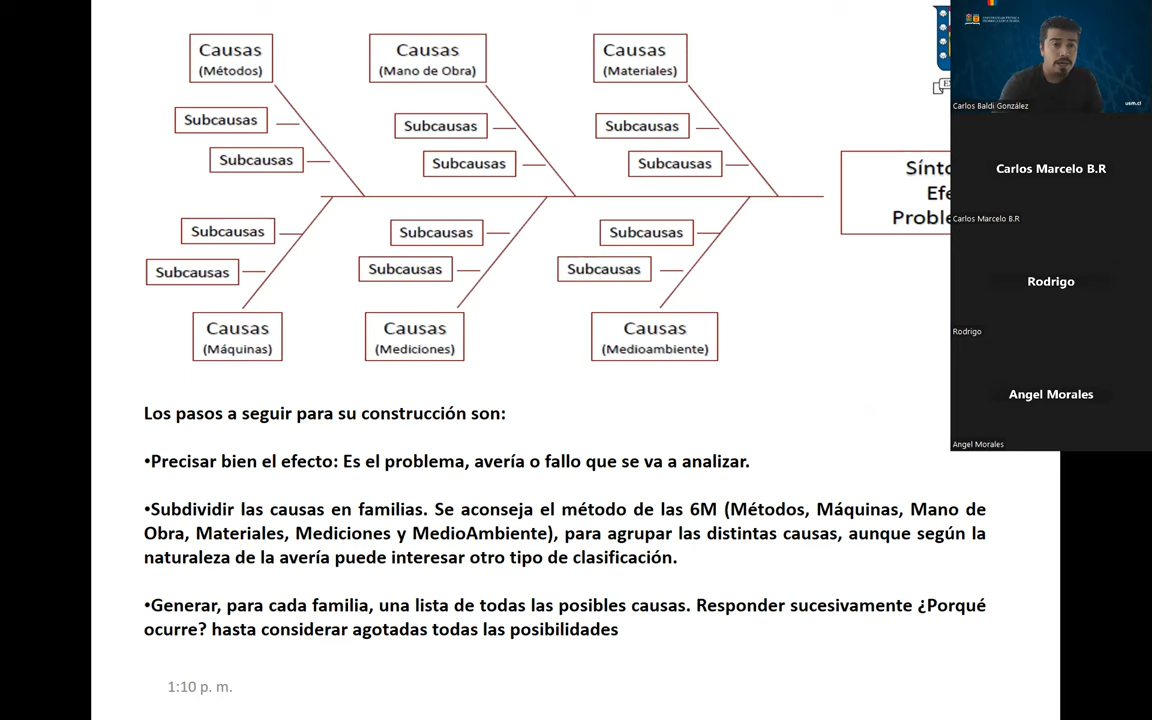 Causas
(Métodos)
Causas
(Mano de Obra)
Causas
(Materiales)
Subcausas
Subcausas
Subcausas
Subcausas
Subcausas
Subcausas
Subcausas
Subcausas
Subcausas
Subcausas
Subcausas
Subcausas
Causas
(Máquinas)
Causas
(Mediciones)
Causas
(Medioambiente)
Los pasos a seguir para su construcción son:
•Precisar bien el efecto: Es el problema, avería o fallo que se va a analizar.
•Subdividir las causas en familias. Se aconseja el método de las 6M (Métodos, Máquinas, Mano de
Obra, Materiales, Mediciones y MedioAmbiente), para agrupar las distintas causas, aunque según la
naturaleza de la avería puede interesar otro tipo de clasificación.
•Generar, para cada familia, una lista de todas las posibles causas. Responder sucesivamente ¿Porqué
ocurre? hasta considerar agotadas todas las posibilidades
1:10 p. m.
usm.cl
Carlos Baldi González
Carlos Marcelo B.R
Carlos Marcelo B.R
Rodrigo
Rodrigo
Angel Morales
Angel Morales